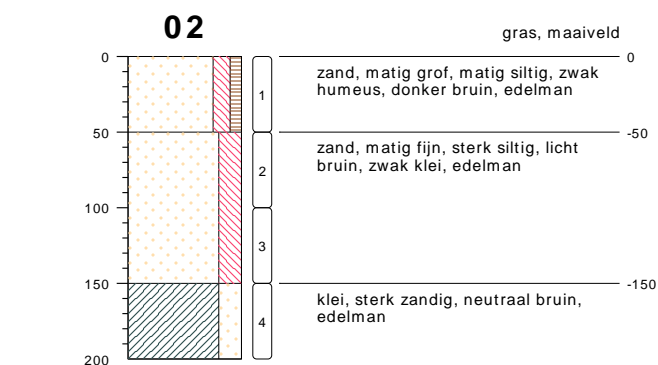 02
gras, maaiveld
0
0
zand, matig grof, matig siltig, zwak
humeus, donker bruin, edelman
1
50
-50
zand, matig fijn, sterk siltig, licht
bruin, zwak klei, edelman
2
100
3
150
-150
klei, sterk zandig, neutraal bruin,
edelman
4
200